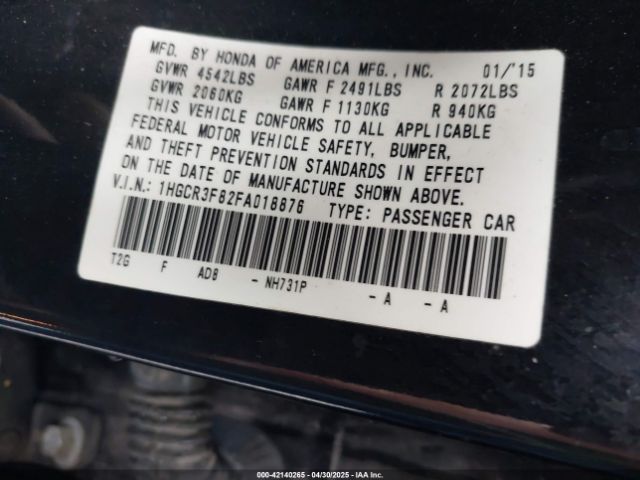 MFD. BY HONDA OF AMERICA MFG., INC. 01/'15
GVWR 4542LBS GAWR F 2491LBS R 2072LBS
GVWR 2060KG GAWR F 1130KG R 940KG
THIS VEHICLE CONFORMS TO ALL APPLICABLE
FEDERAL MOTOR VEHICLE SAFETY, BUMPER,
AND THEFT PREVENTION STANDARDS IN EFFECT
ON THE DATE OF MANUFACTURE SHOWN ABOVE.
V.I.N.: 1HGCR3F82FA018876 TYPE: PASSENGER CAR
T2G F AD8 - NH731P - A - A
000-42140265 - 04/30/2025 - IAA Inc.